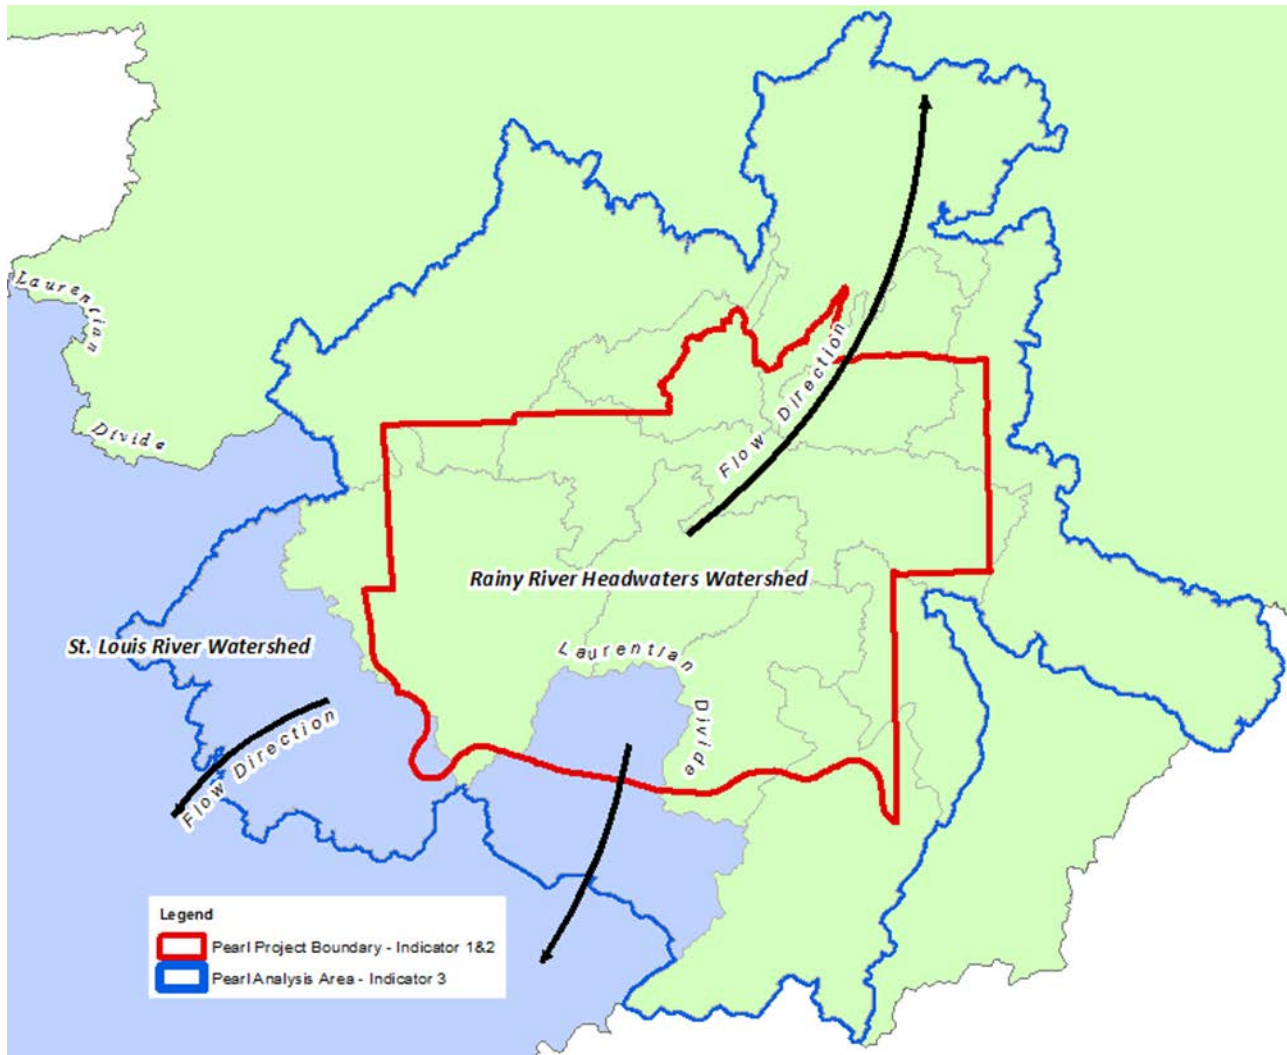 Laurentian
Divide
Flow Direction
Rainy River Headwaters Watershed
St. Louis River Watershed
Laurentian
Divide
Flow Direction
Legend
Pearl Project Boundary - Indicator 1&2
Pearl Analysis Area - Indicator 3